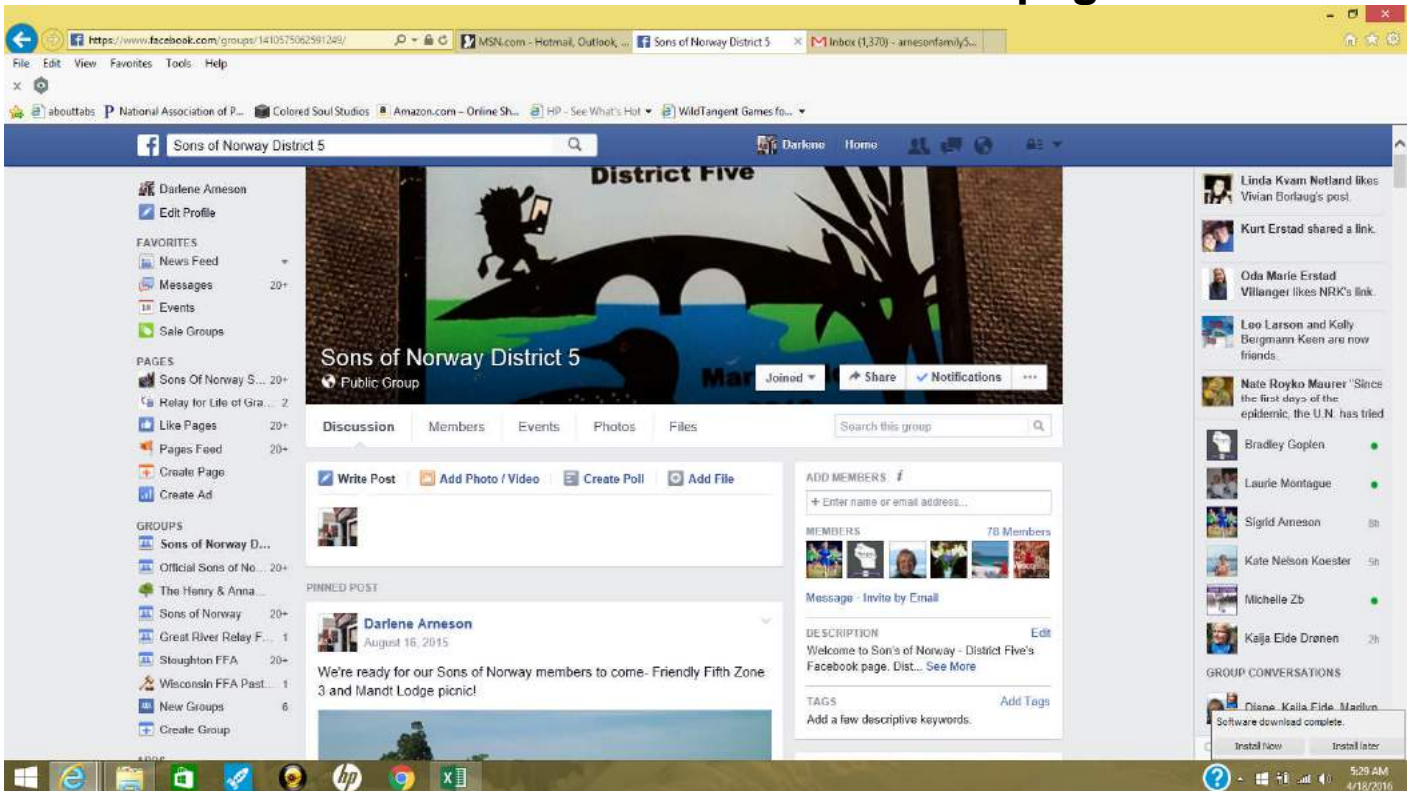 pag
https://www.facebook.com/groups/1410575062591249/
MSN.com - Hotmail, Outlook, ...
Sons of Norway District 5
Inbox (1,370) - arnesonfamily5...
File Edit View Favorites Tools Help
abouttabs
National Association of P...
Colored Soul Studios
Amazon.com – Online Sh...
HP - See What's Hot
WildTangent Games fo...
Sons of Norway District 5
Darlene Home
Darlene Arneson
Edit Profile
FAVORITES
News Feed
Messages 20+
Events
Sale Groups
PAGES
Sons Of Norway S... 20+
Relay for Life of Gra... 2
Like Pages 20+
Pages Feed 20+
Create Page
Create Ad
GROUPS
Sons of Norway D...
Official Sons of No... 20+
The Henry & Anna...
Sons of Norway 20+
Great River Relay F... 1
Stoughton FFA 20+
Wisconsin FFA Past... 1
New Groups 6
Create Group
District Five
Sons of Norway District 5
Public Group
Joined
Share
Notifications
Discussion Members Events Photos Files
Search this group
Write Post Add Photo / Video Create Poll Add File
PINNED POST
Darlene Arneson
August 16, 2015
We're ready for our Sons of Norway members to come- Friendly Fifth Zone
3 and Mandt Lodge picnic!
ADD MEMBERS
+ Enter name or email address...
MEMBERS 78 Members
Message · Invite by Email
DESCRIPTION Edit
Welcome to Son's of Norway - District Five's
Facebook page. Dist... See More
TAGS Add Tags
Add a few descriptive keywords.
Linda Kvam Netland likes
Vivian Borlaug's post.
Kurt Erstad shared a link.
Oda Marie Erstad
Villanger likes NRK's link.
Leo Larson and Kelly
Bergmann Keen are now
friends.
Nate Royko Maurer "Since
the first days of the
epidemic, the U.N. has tried
Bradley Goplen
Laurie Montague
Sigrid Arneson 8h
Kate Nelson Koester 5h
Michelle Zb
Kaija Eide Drønen 2h
GROUP CONVERSATIONS
Diane, Kaija Eide, Marilyn
Software download complete.
Install Now Install later
5:29 AM
4/18/2016